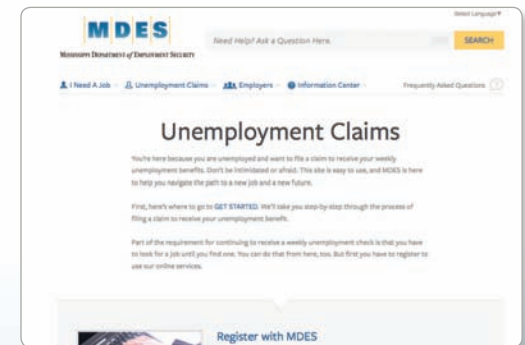 Select Language▼
MDES
MISSISSIPPI DEPARTMENT of EMPLOYMENT SECURITY
Need Help? Ask a Question Here.
SEARCH
I Need A Job
Unemployment Claims
Employers
Information Center
Frequently Asked Questions ?
Unemployment Claims
You're here because you are unemployed and want to file a claim to receive your weekly
unemployment benefits. Don't be intimidated or afraid. This site is easy to use, and MDES is here
to help you navigate the path to a new job and a new future.
First, here's where to go to GET STARTED. We'll take you step-by-step through the process of
filing a claim to receive your unemployment benefit.
Part of the requirement for continuing to receive a weekly unemployment check is that you have
to look for a job until you find one. You can do that from here, too. But first you have to register to
use our online services.
Register with MDES